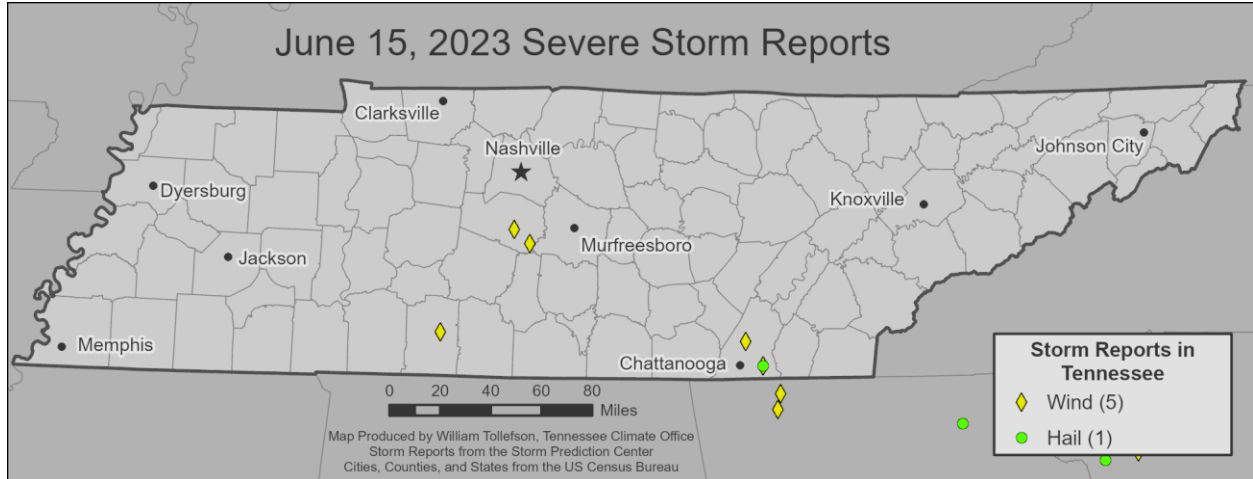 June 15, 2023 Severe Storm Reports
Clarksville
Nashville
Johnson City
Dyersburg
Knoxville
Murfreesboro
Jackson
Memphis
Chattanooga
0 20 40 60 80
Miles
Map Produced by William Tollefson, Tennessee Climate Office
Storm Reports from the Storm Prediction Center
Cities, Counties, and States from the US Census Bureau
Storm Reports in
Tennessee
Wind (5)
Hail (1)